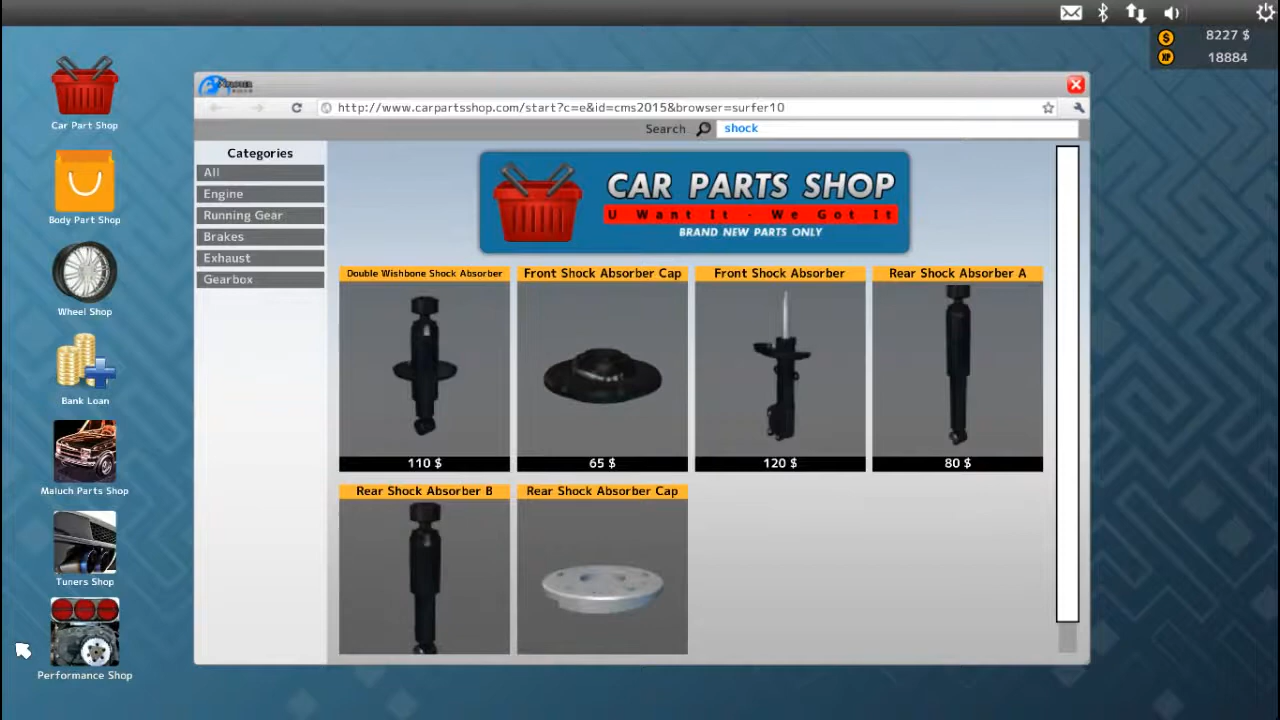 8227 $
18884
http://www.carpartsshop.com/start?c=e&id=cms2015&browser=surfer10
Search shock
Car Part Shop
Body Part Shop
Wheel Shop
Bank Loan
Maluch Parts Shop
Tuners Shop
Performance Shop
Categories
All
Engine
Running Gear
Brakes
Exhaust
Gearbox
CAR PARTS SHOP
U Want It - We Got It
BRAND NEW PARTS ONLY
Double Wishbone Shock Absorber
110 $
Front Shock Absorber Cap
65 $
Front Shock Absorber
120 $
Rear Shock Absorber A
80 $
Rear Shock Absorber B
Rear Shock Absorber Cap